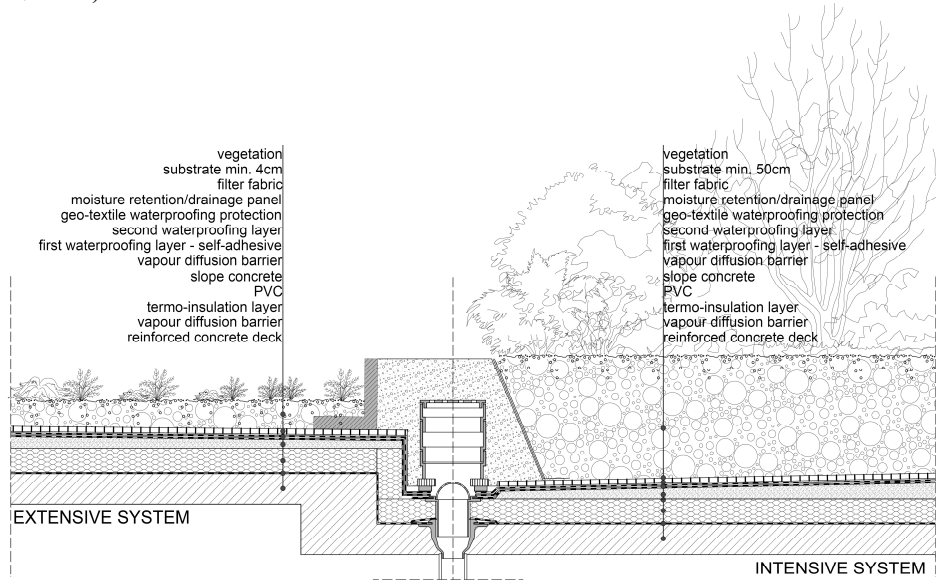 vegetation
substrate min. 4cm
filter fabric
moisture retention/drainage panel
geo-textile waterproofing protection
second waterproofing layer
first waterproofing layer - self-adhesive
vapour diffusion barrier
slope concrete
PVC
termo-insulation layer
vapour diffusion barrier
reinforced concrete deck
vegetation
substrate min. 50cm
filter fabric
moisture retention/drainage panel
geo-textile waterproofing protection
second waterproofing layer
first waterproofing layer - self-adhesive
vapour diffusion barrier
slope concrete
PVC
termo-insulation layer
vapour diffusion barrier
reinforced concrete deck
EXTENSIVE SYSTEM
INTENSIVE SYSTEM